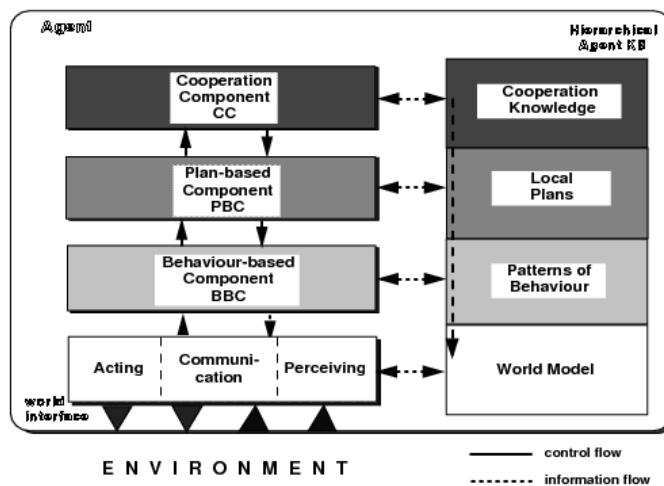 Agent
Hierarchical
Agent KB
Cooperation
Component
CC
Cooperation
Knowledge
Plan-based
Component
PBC
Local
Plans
Behaviour-based
Component
BBC
Patterns of
Behaviour
Acting
Communi-
cation
Perceiving
World Model
world
interface
E N V I R O N M E N T
control flow
information flow